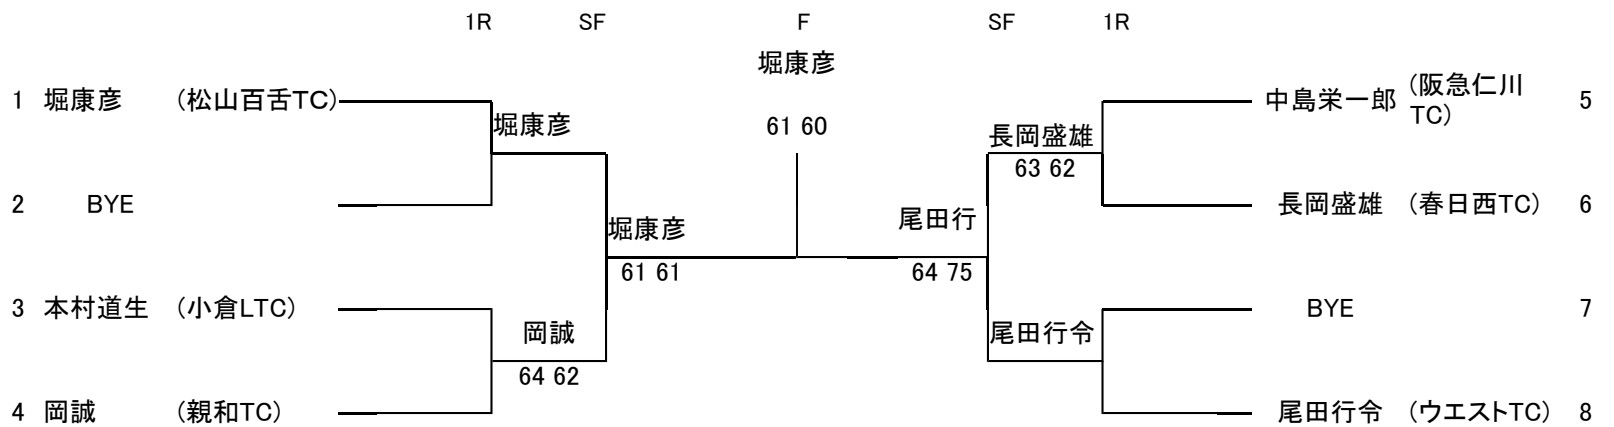 1R SF F SF 1R
堀康彦
1 堀康彦 (松山百舌TC) 中島栄一郎 (阪急仁川
TC) 5
堀康彦 61 60 長岡盛雄
63 62
2 BYE 長岡盛雄 (春日西TC) 6
堀康彦 尾田行
61 61 64 75
3 本村道生 (小倉LTC) BYE 7
岡誠 尾田行令
64 62
4 岡誠 (親和TC) 尾田行令 (ウエストTC) 8